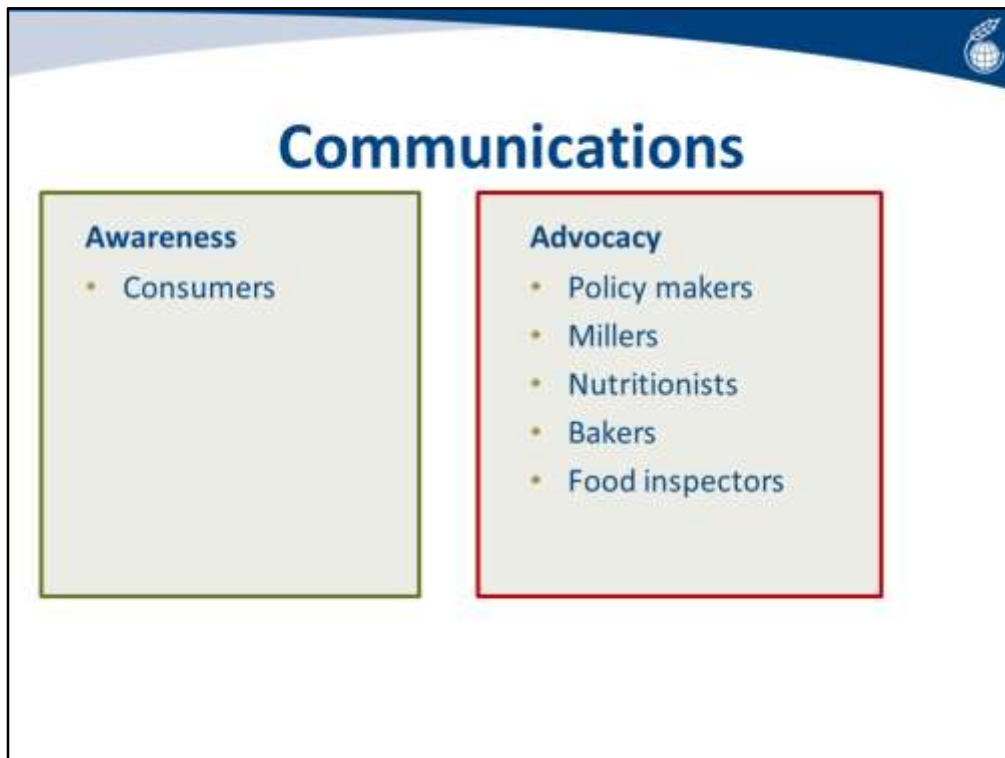 Communications
Awareness
• Consumers
Advocacy
• Policy makers
• Millers
• Nutritionists
• Bakers
• Food inspectors